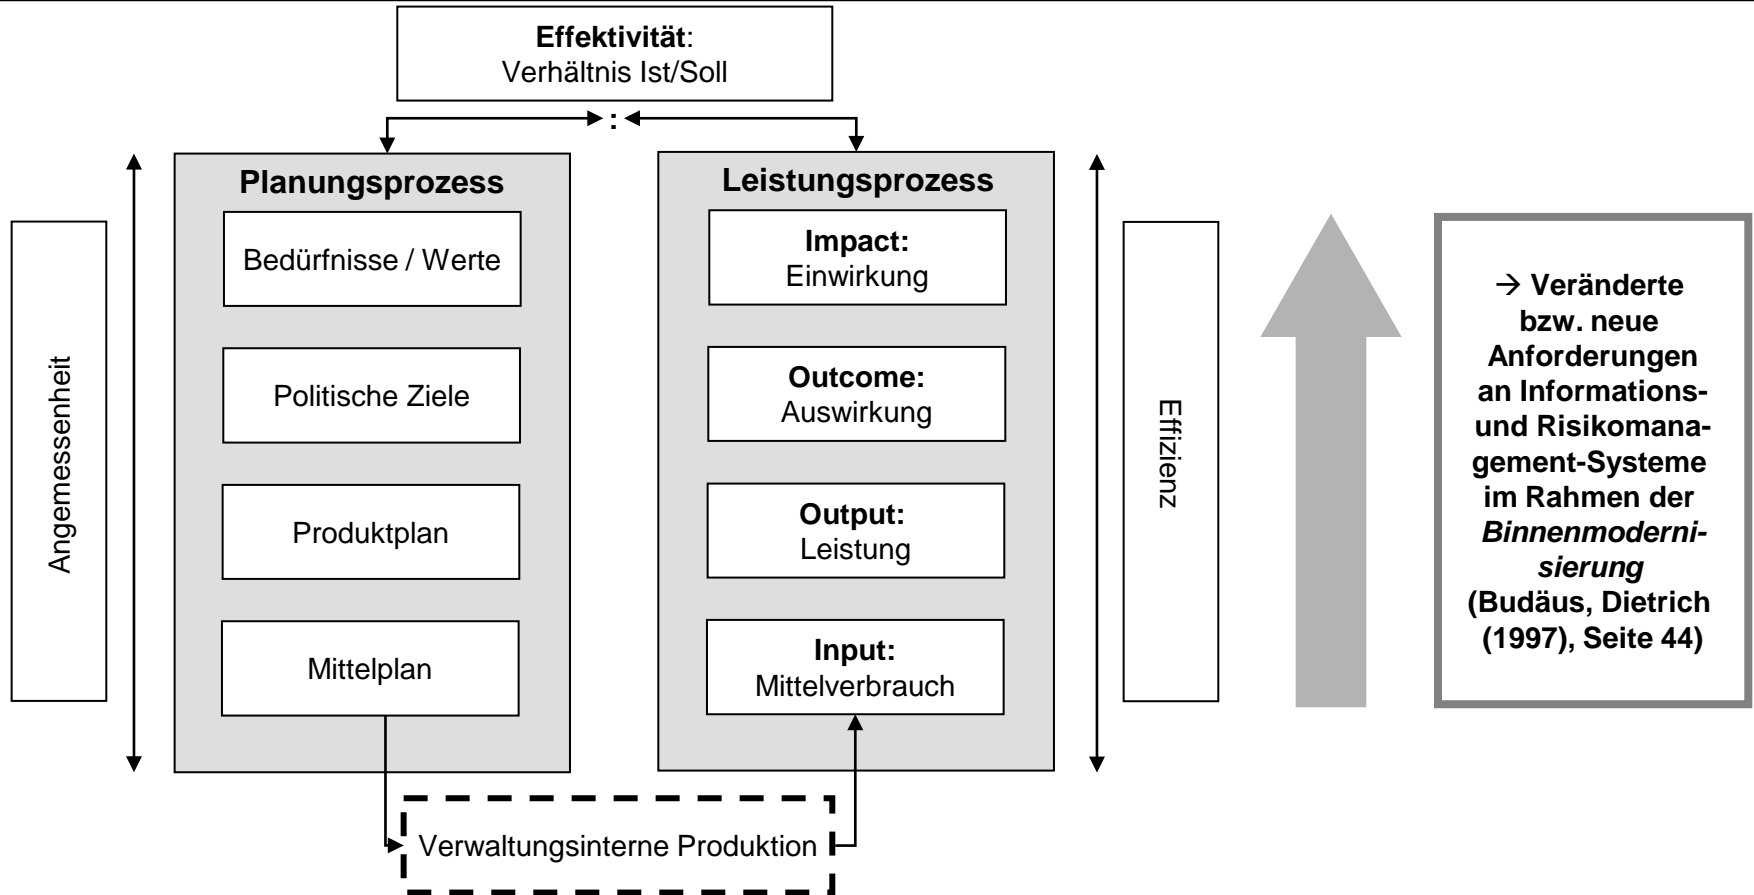 Effektivität:
Verhältnis Ist/Soll
:
Angemessenheit
Planungsprozess
Bedürfnisse / Werte
Politische Ziele
Produktplan
Mittelplan
Leistungsprozess
Impact:
Einwirkung
Outcome:
Auswirkung
Output:
Leistung
Input:
Mittelverbrauch
Verwaltungsinterne Produktion
Effizienz
→ Veränderte
bzw. neue
Anforderungen
an Informations-
und Risikomana-
gement-Systeme
im Rahmen der
Binnenmoderni-
sierung
(Budäus, Dietrich
(1997), Seite 44)